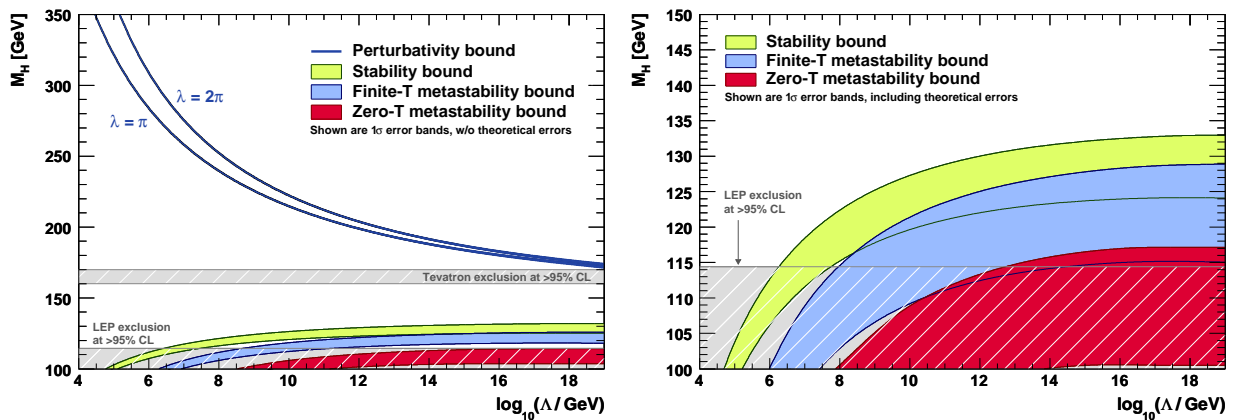 M_H [GeV]
350
300
250
200
150
100
λ = 2π
λ = π
Perturbativity bound
Stability bound
Finite-T metastability bound
Zero-T metastability bound
Shown are 1σ error bands, w/o theoretical errors
Tevatron exclusion at >95% CL
LEP exclusion
at >95% CL
4 6 8 10 12 14 16 18
log₁₀(Λ / GeV)
M_H [GeV]
150
145
140
135
130
125
120
115
110
105
100
Stability bound
Finite-T metastability bound
Zero-T metastability bound
Shown are 1σ error bands, including theoretical errors
LEP exclusion
at >95% CL
4 6 8 10 12 14 16 18
log₁₀(Λ / GeV)